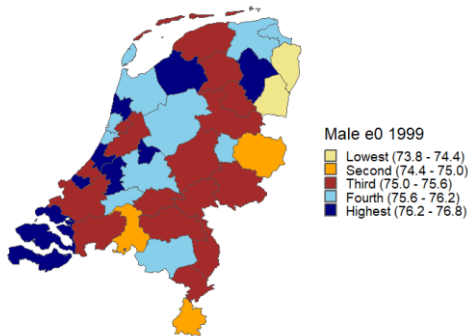 Male e0 1999
Lowest (73.8 - 74.4)
Second (74.4 - 75.0)
Third (75.0 - 75.6)
Fourth (75.6 - 76.2)
Highest (76.2 - 76.8)